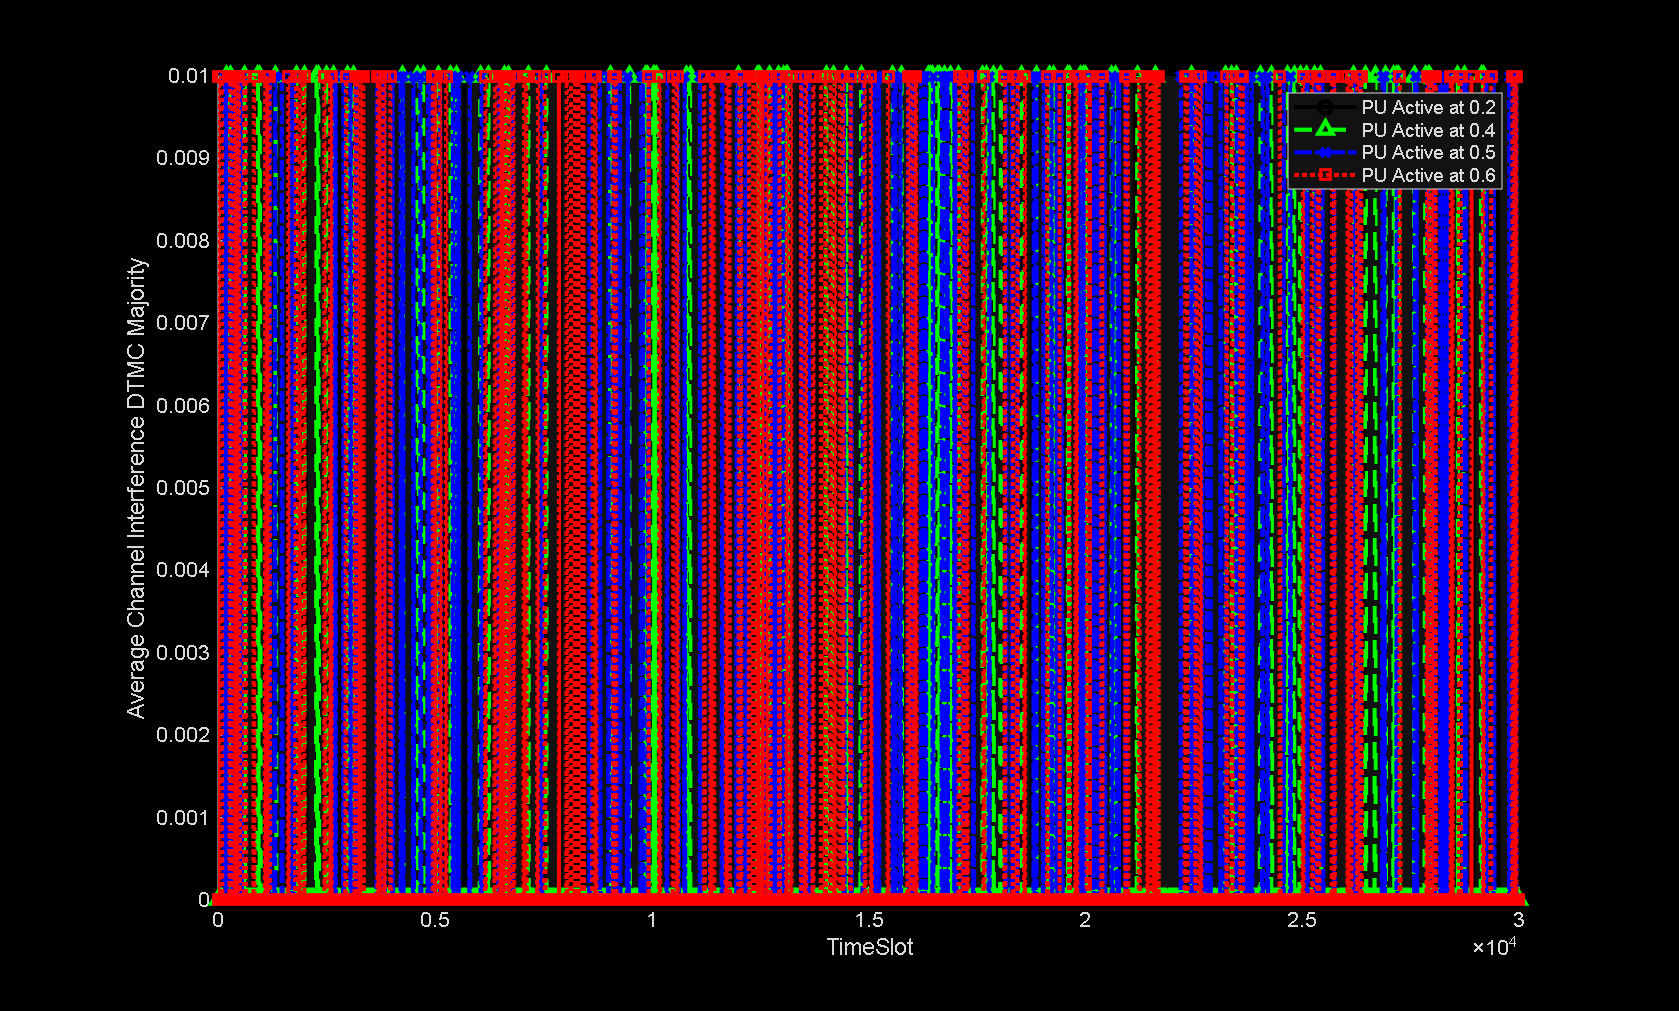 0.01
0.009
0.008
0.007
0.006
0.005
0.004
0.003
0.002
0.001
0
Average Channel Interference DTMC Majority
PU Active at 0.2
PU Active at 0.4
PU Active at 0.5
PU Active at 0.6
0 0.5 1 1.5 2 2.5 3
TimeSlot
×10⁴